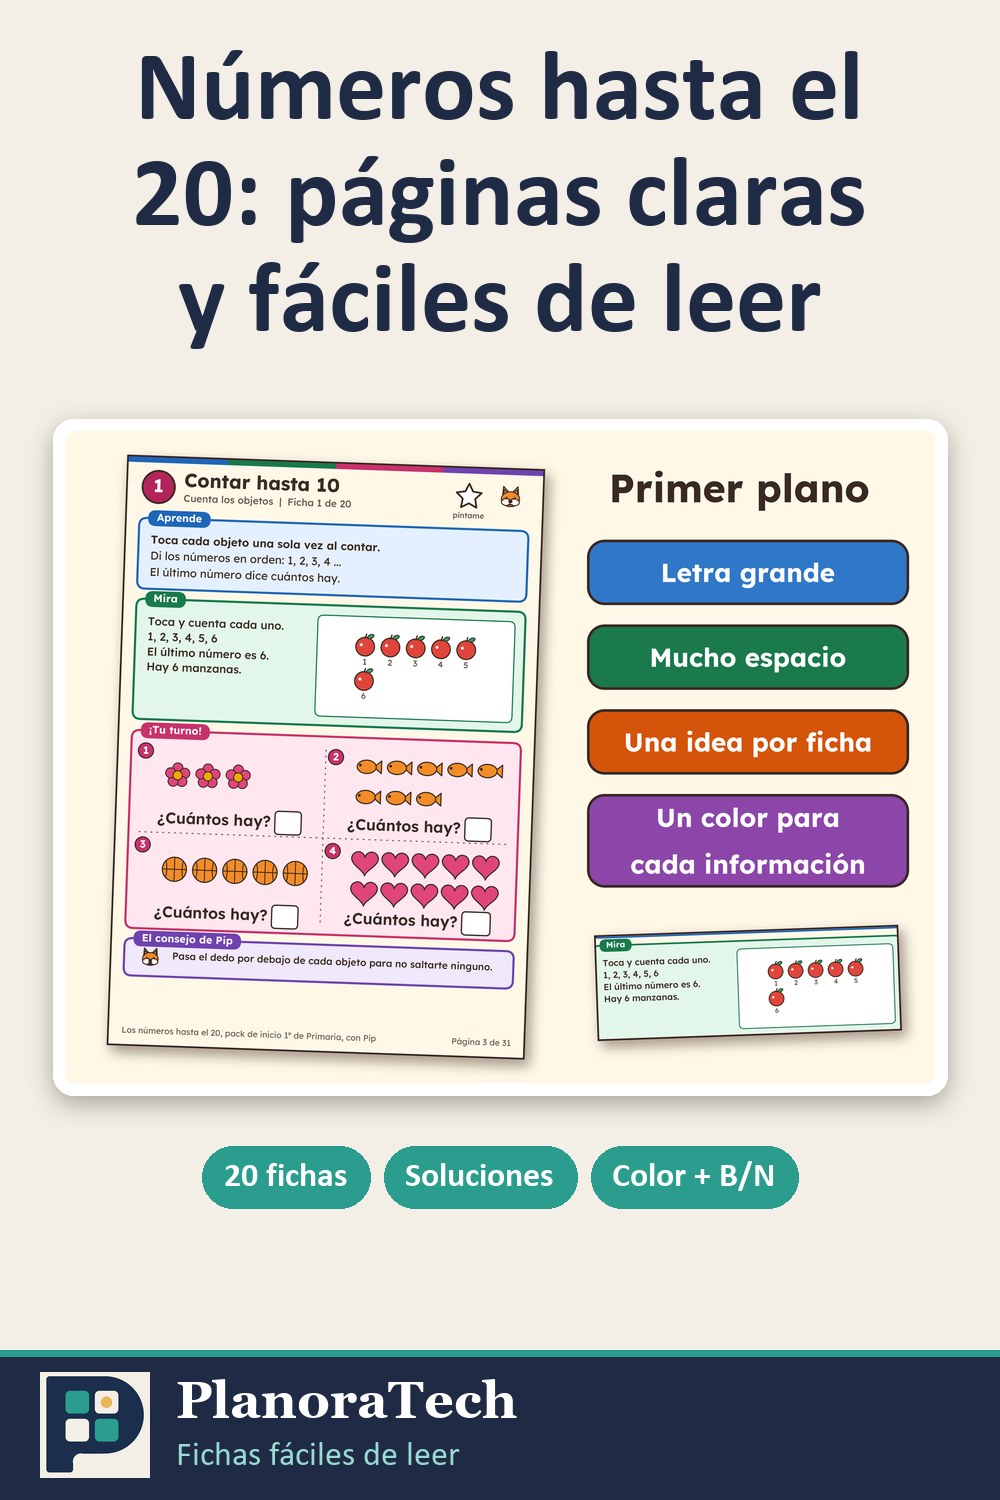 Números hasta el
20: páginas claras
y fáciles de leer
1
Contar hasta 10
Cuenta los objetos | Ficha 1 de 20
píntame
Aprende
Toca cada objeto una sola vez al contar.
Di los números en orden: 1, 2, 3, 4 ...
El último número dice cuántos hay.
Mira
Toca y cuenta cada uno.
1, 2, 3, 4, 5, 6
El último número es 6.
Hay 6 manzanas.
1 2 3 4 5
6
¡Tu turno!
1
¿Cuántos hay?
2
¿Cuántos hay?
3
¿Cuántos hay?
4
¿Cuántos hay?
El consejo de Pip
Pasa el dedo por debajo de cada objeto para no saltarte ninguno.
Los números hasta el 20, pack de inicio 1º de Primaria, con Pip
Página 3 de 31
Primer plano
Letra grande
Mucho espacio
Una idea por ficha
Un color para
cada información
Mira
Toca y cuenta cada uno.
1, 2, 3, 4, 5, 6
El último número es 6.
Hay 6 manzanas.
1 2 3 4 5
6
20 fichas
Soluciones
Color + B/N
PlanoraTech
Fichas fáciles de leer